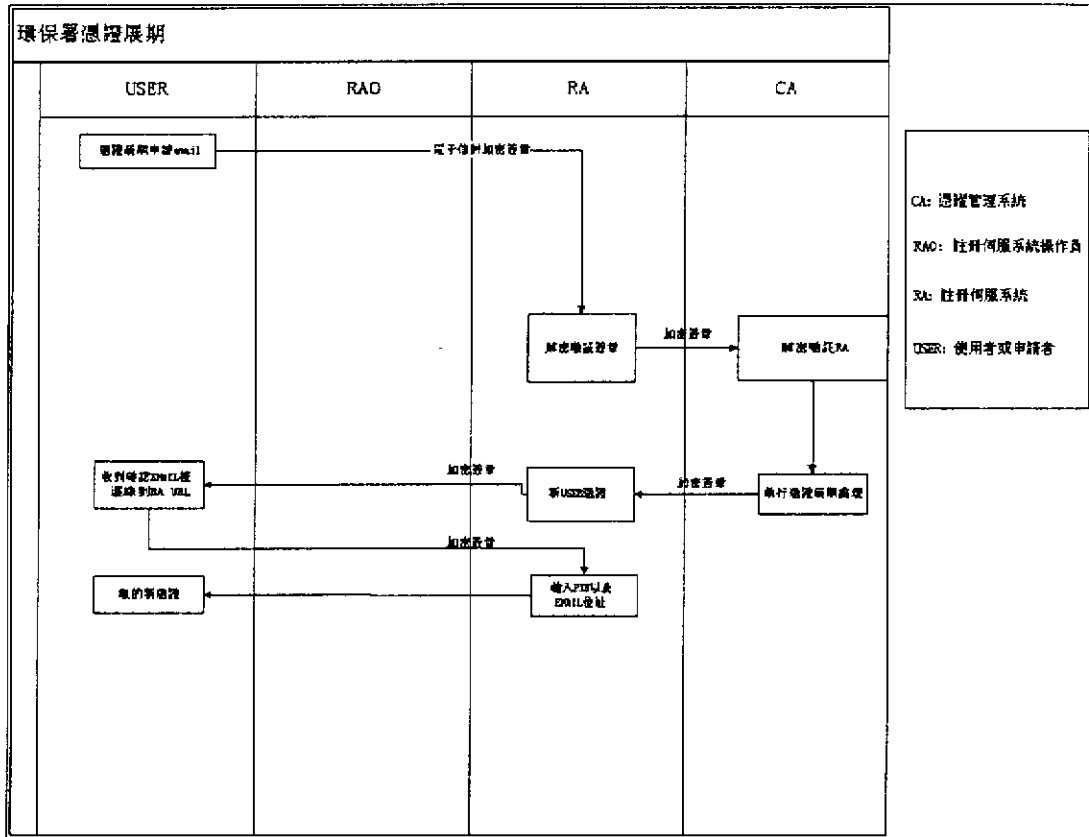 環保署憑證展期
USER RAO RA CA
憑證展期申請email
電子信封加密簽章
解密驗証簽章
加密簽章
解密驗証RA
收到確認EMAIL後
連線到RA URL
加密簽章
新USER憑證
加密簽章
執行憑證展期處理
加密簽章
取的新憑證
輸入PIN以及
EMAIL位址
CA: 憑證管理系統
RAO: 註冊伺服系統操作員
RA: 註冊伺服系統
USER: 使用者或申請者